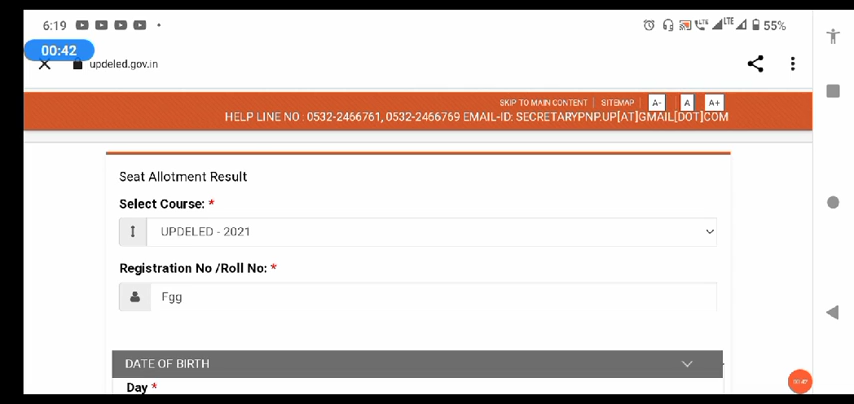 6:19
LTE LTE 55%
00:42
updeled.gov.in
SKIP TO MAIN CONTENT | SITEMAP | A- A A+
HELP LINE NO : 0532-2466761, 0532-2466769 EMAIL-ID: SECRETARYPNP.UP[AT]GMAIL[DOT]COM
Seat Allotment Result
Select Course: *
UPDELED - 2021
Registration No /Roll No: *
Fgg
DATE OF BIRTH
Day *